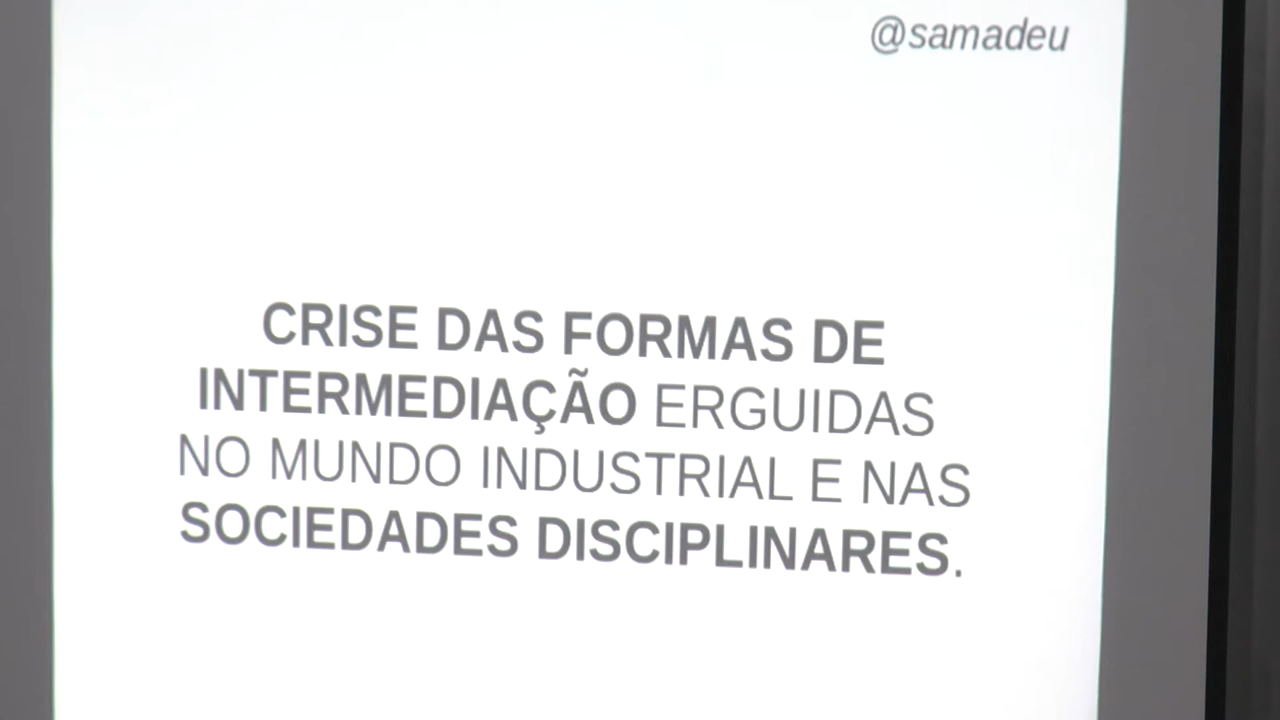 @samadeu
CRISE DAS FORMAS DE
INTERMEDIAÇÃO ERGUIDAS
NO MUNDO INDUSTRIAL E NAS
SOCIEDADES DISCIPLINARES.